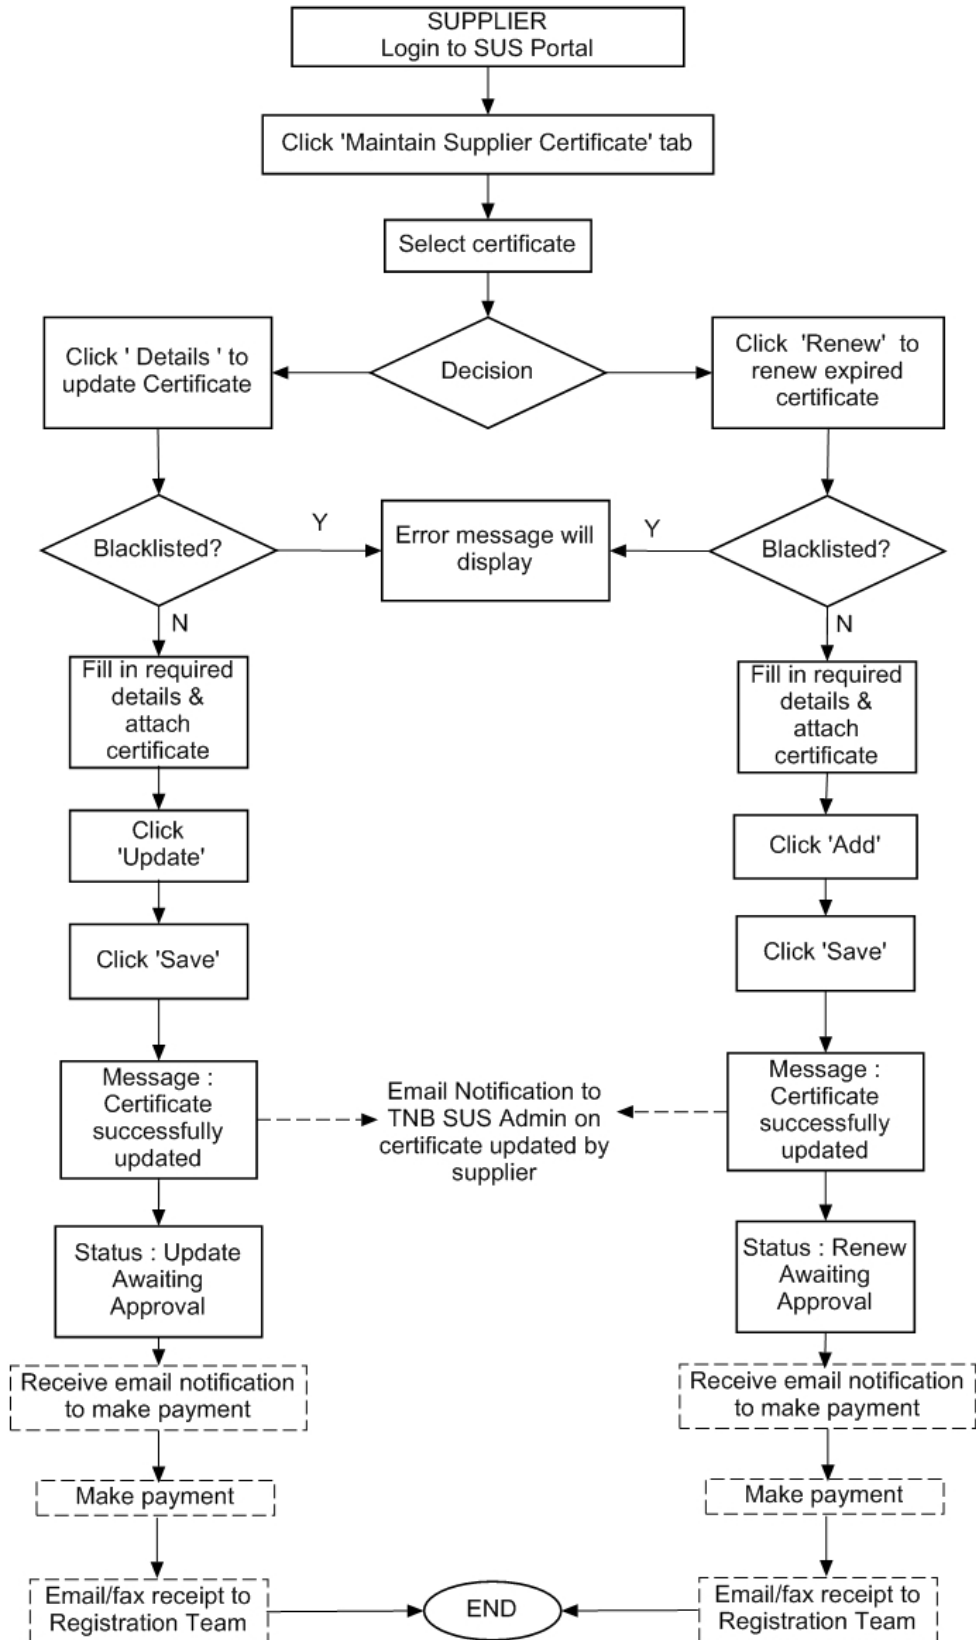 SUPPLIER
Login to SUS Portal
Click 'Maintain Supplier Certificate' tab
Select certificate
Click ' Details ' to
update Certificate
Decision
Click 'Renew' to
renew expired
certificate
Blacklisted?
Y
Error message will
display
Y
Blacklisted?
N
N
Fill in required
details &
attach
certificate
Fill in required
details &
attach
certificate
Click
'Update'
Click 'Add'
Click 'Save'
Click 'Save'
Message :
Certificate
successfully
updated
Email Notification to
TNB SUS Admin on
certificate updated by
supplier
Message :
Certificate
successfully
updated
Status : Update
Awaiting
Approval
Status : Renew
Awaiting
Approval
Receive email notification
to make payment
Receive email notification
to make payment
Make payment
Make payment
Email/fax receipt to
Registration Team
END
Email/fax receipt to
Registration Team